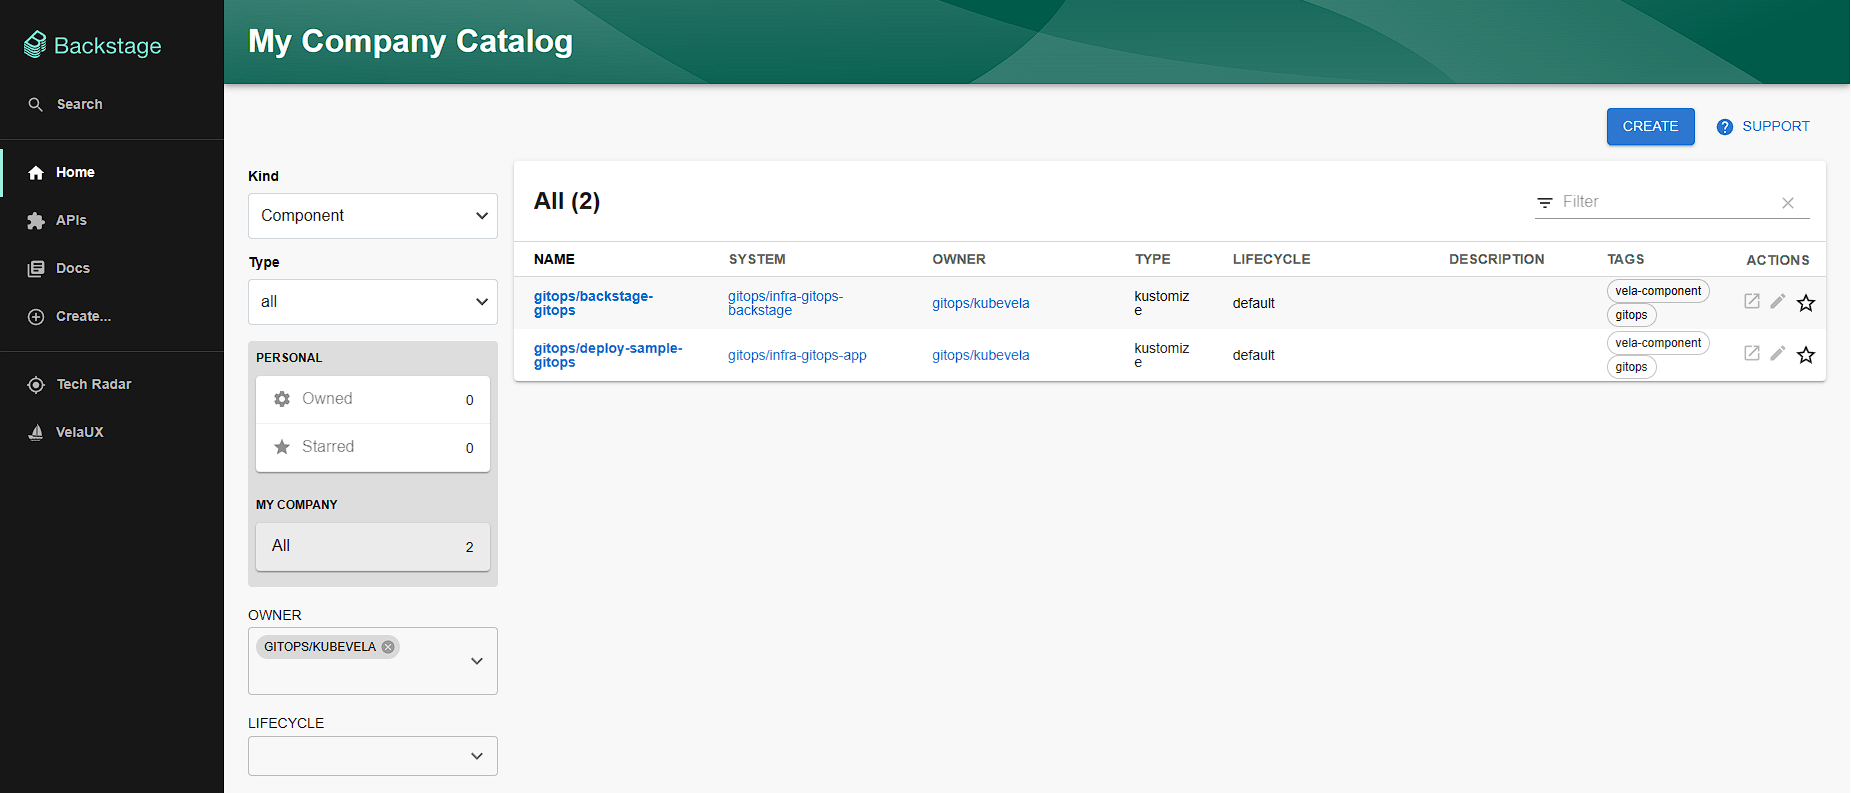 Backstage
Search
Home
APIs
Docs
Create...
Tech Radar
VelaUX
My Company Catalog
CREATE
SUPPORT
Kind
Component
Type
all
PERSONAL
Owned 0
Starred 0
MY COMPANY
All 2
OWNER
GITOPS/KUBEVELA
LIFECYCLE
All (2)
Filter
NAME SYSTEM OWNER TYPE LIFECYCLE DESCRIPTION TAGS ACTIONS
gitops/backstage-
gitops
gitops/infra-gitops-
backstage
gitops/kubevela
kustomiz
e
default
vela-component
gitops
gitops/deploy-sample-
gitops
gitops/infra-gitops-app
gitops/kubevela
kustomiz
e
default
vela-component
gitops